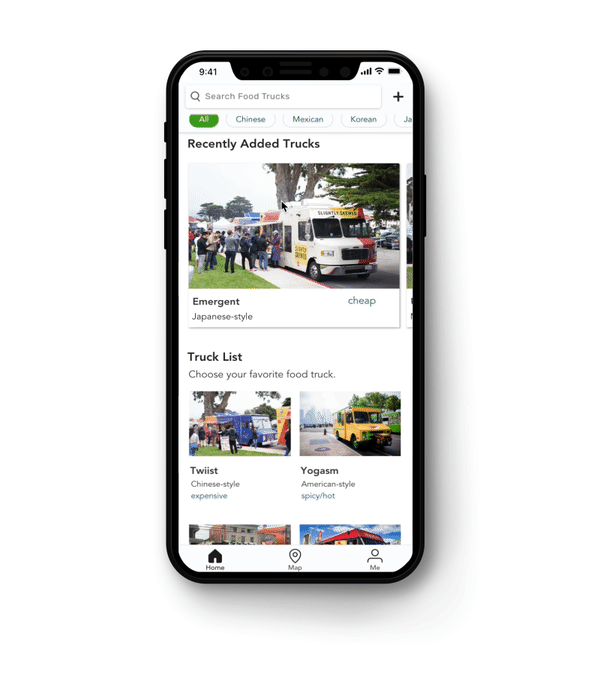 9:41
Search Food Trucks
+
All Chinese Mexican Korean Ja
Recently Added Trucks
SLIGHTLY SKEWED
SLIGHTLY
SKEWED
Emergent cheap
Japanese-style
Truck List
Choose your favorite food truck.
Twiist Yogasm
Chinese-style American-style
expensive spicy/hot
Home Map Me